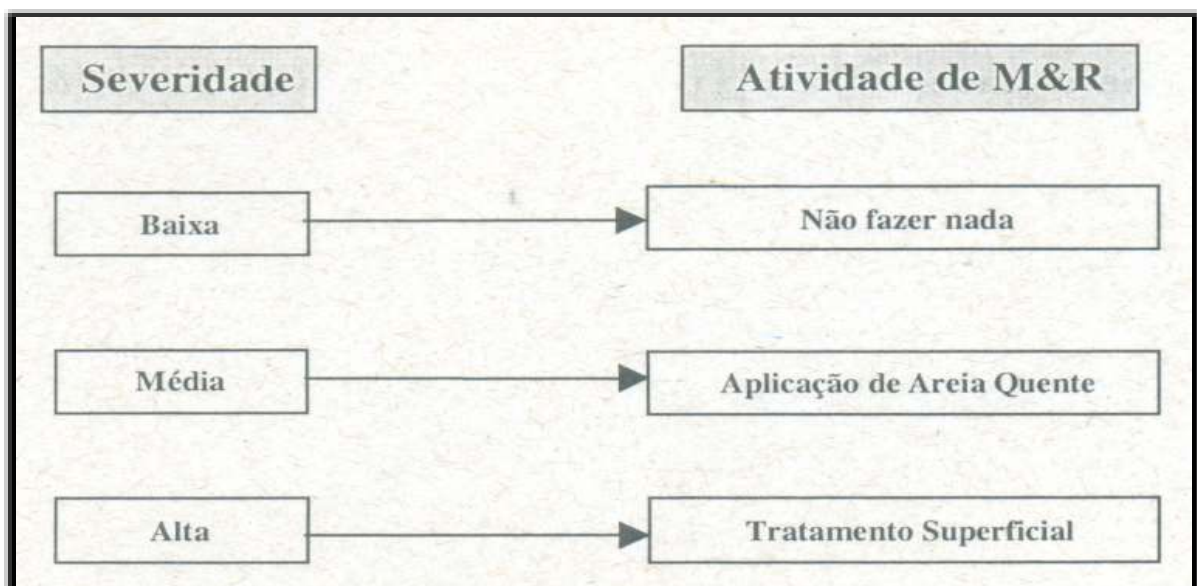 Severidade
Atividade de M&R
Baixa
Não fazer nada
Média
Aplicação de Areia Quente
Alta
Tratamento Superficial